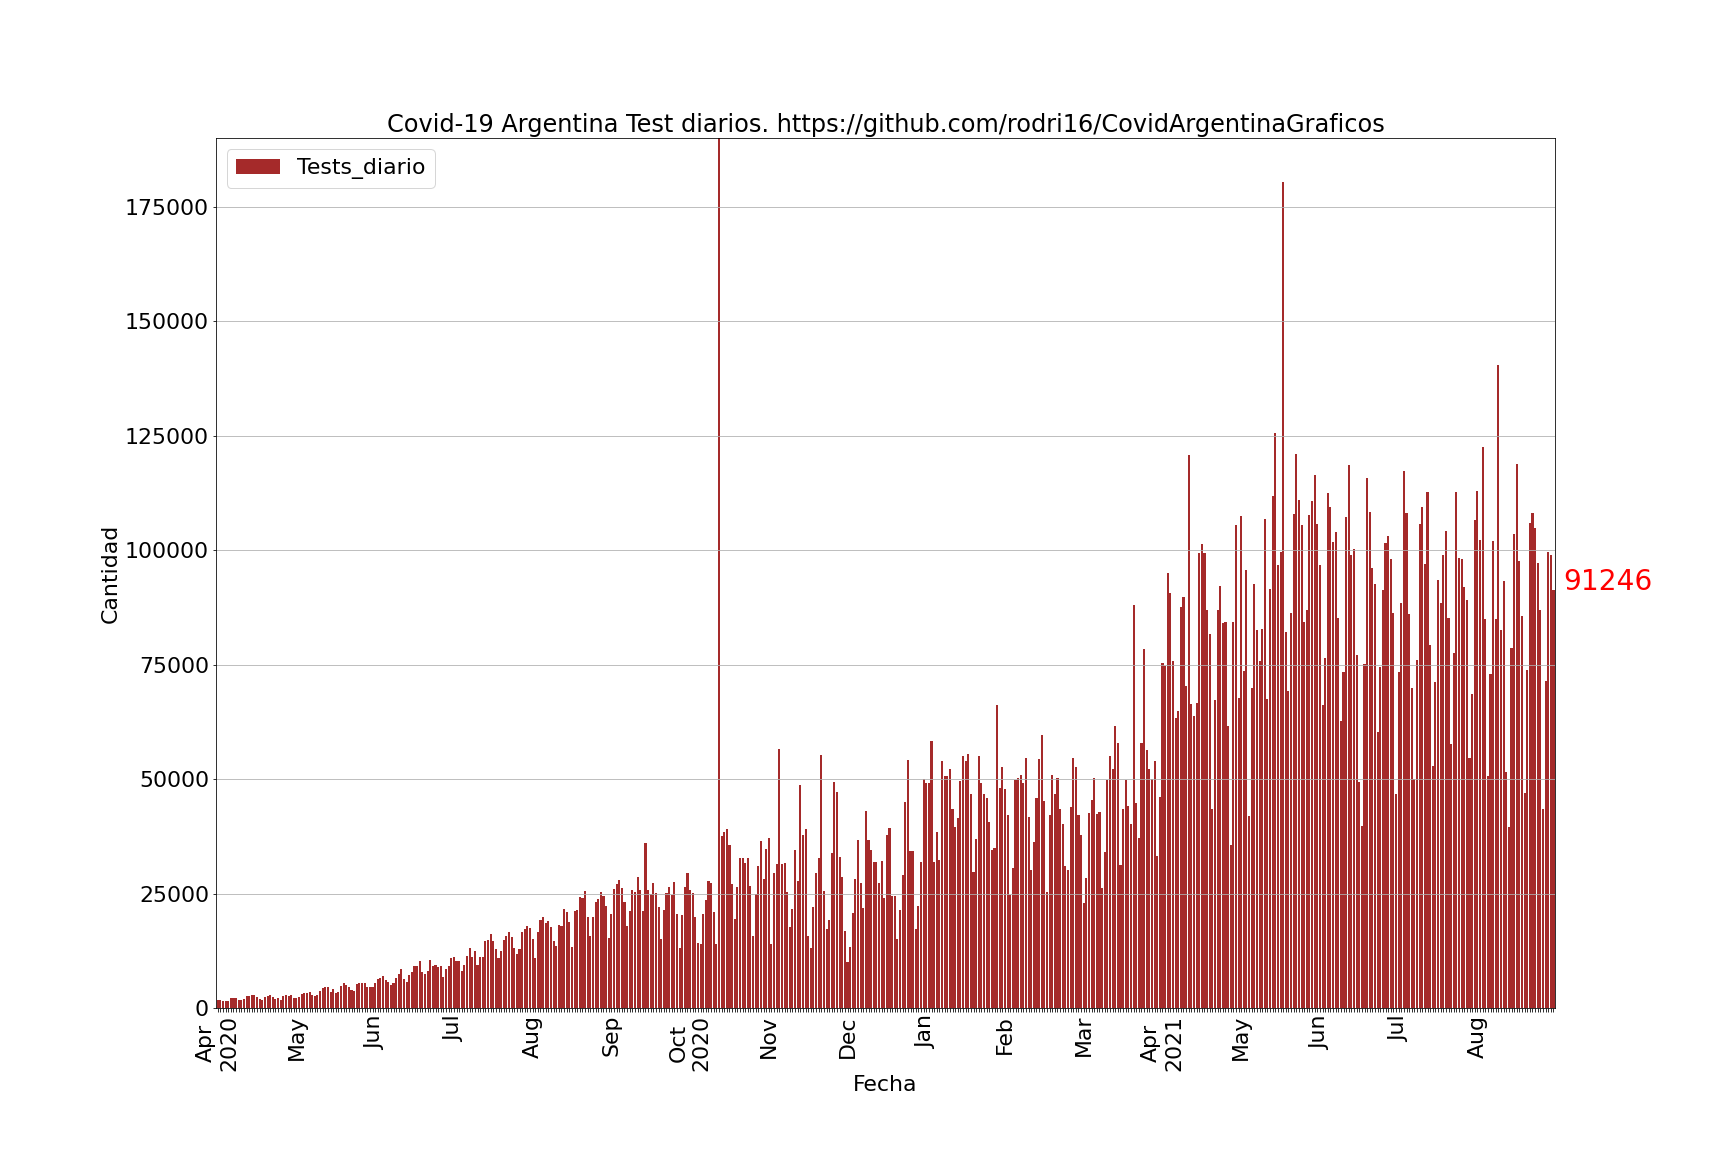 Covid-19 Argentina Test diarios. https://github.com/rodri16/CovidArgentinaGraficos
Tests_diario
175000
150000
125000
100000
75000
50000
25000
0
Cantidad
91246
Apr
2020
May
Jun
Jul
Aug
Sep
Oct
2020
Nov
Dec
Jan
Feb
Mar
Apr
2021
May
Jun
Jul
Aug
Fecha